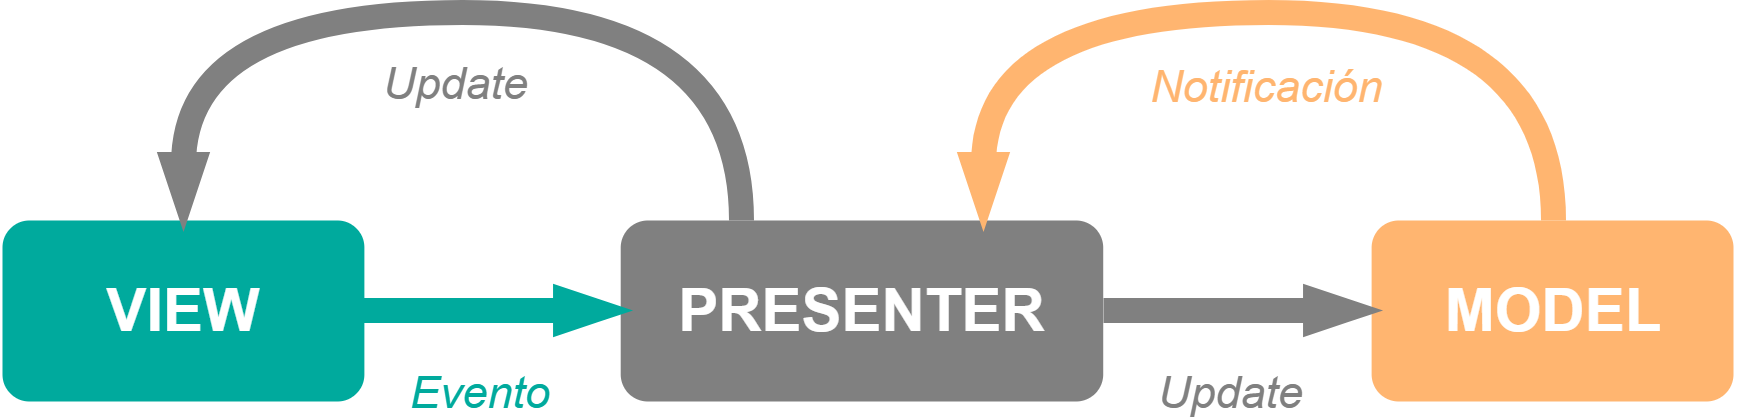 Update
Notificación
VIEW
PRESENTER
MODEL
Evento
Update